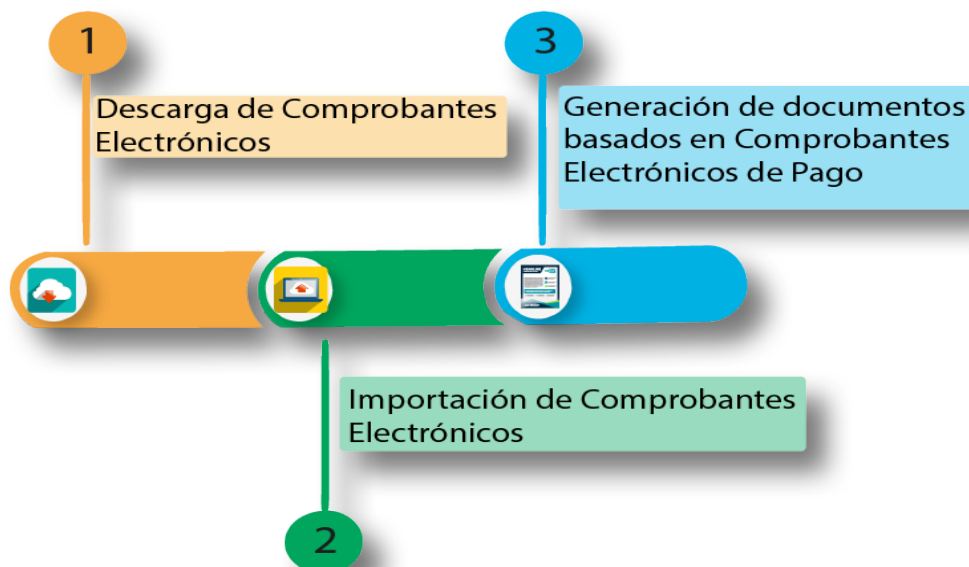 1
Descarga de Comprobantes
Electrónicos
2
Importación de Comprobantes
Electrónicos
3
Generación de documentos
basados en Comprobantes
Electrónicos de Pago